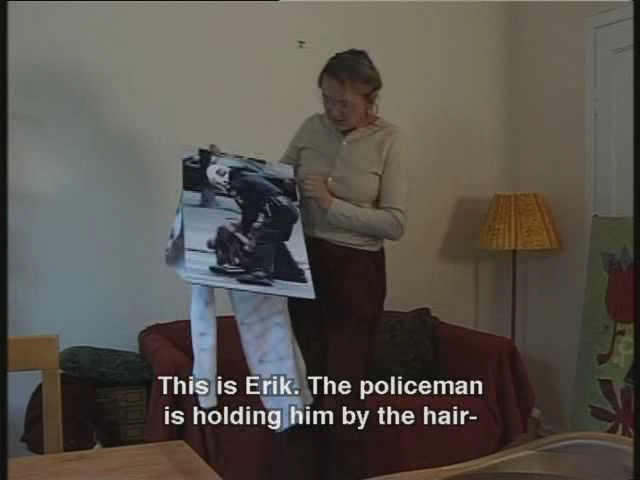 This is Erik. The policeman
is holding him by the hair-